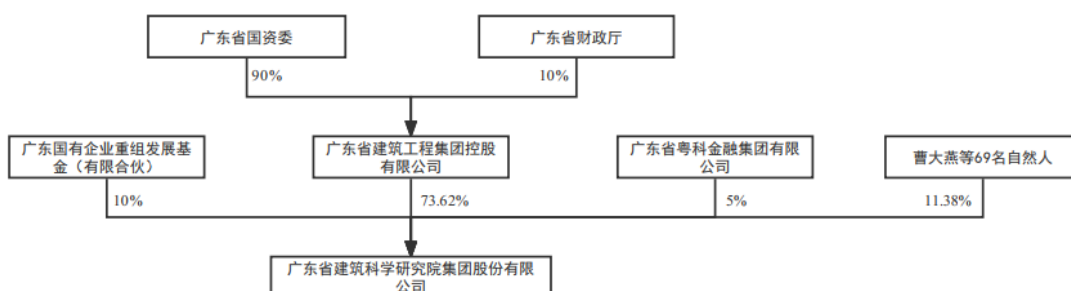 广东省国资委
广东省财政厅
90%
10%
广东国有企业重组发展基
金（有限合伙）
广东省建筑工程集团控股
有限公司
广东省粤科金融集团有限
公司
曹大燕等69名自然人
10%
73.62%
5%
11.38%
广东省建筑科学研究院集团股份有限
公司